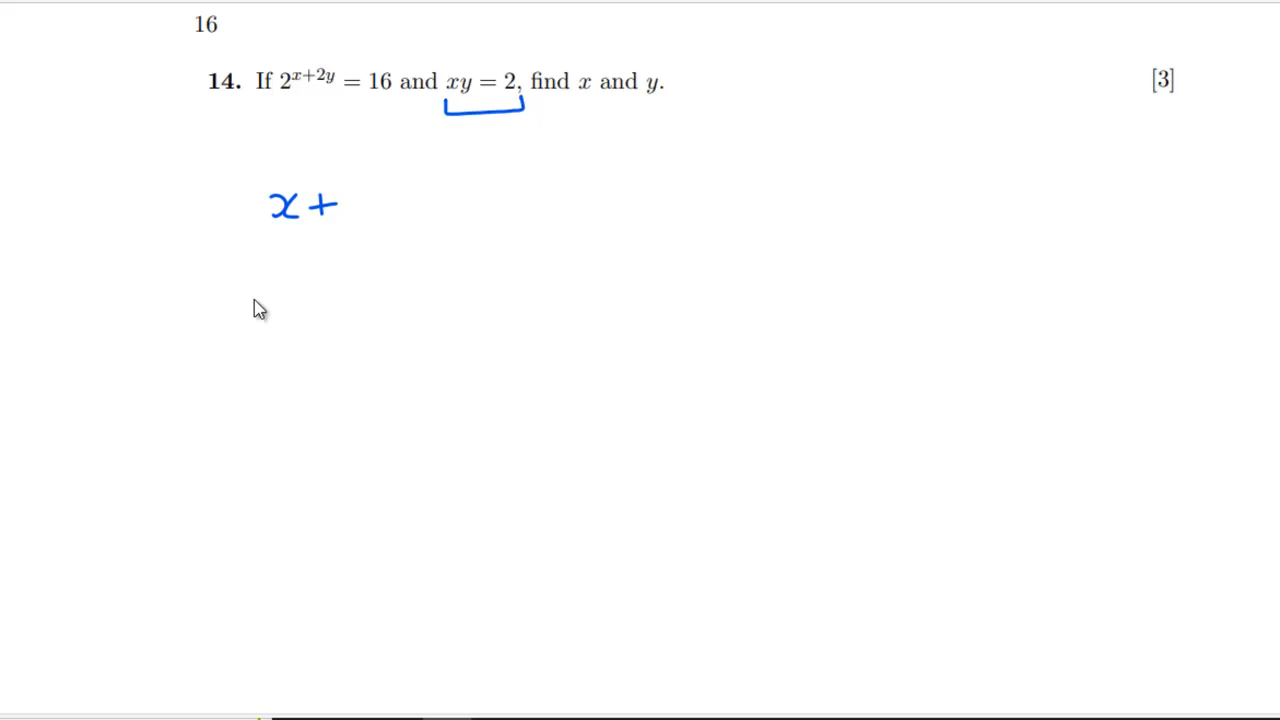 16
14. If 2^{x+2y} = 16 and xy = 2, find x and y. [3]
x +